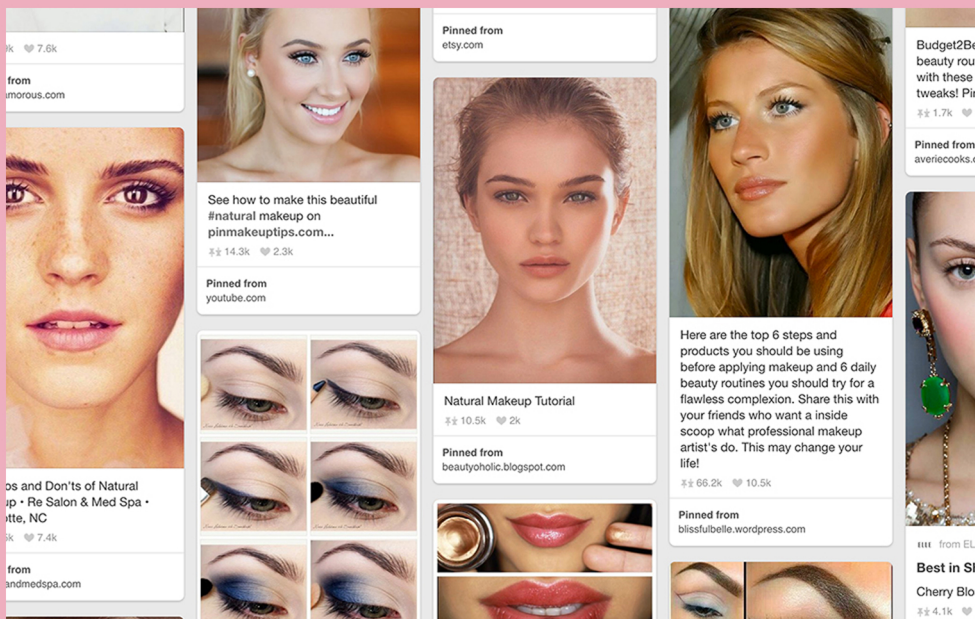 7.6k
from
amorous.com
os and Don'ts of Natural
up • Re Salon & Med Spa •
otte, NC
7.4k
from
andmedspa.com
See how to make this beautiful
#natural makeup on
pinmakeuptips.com...
14.3k 2.3k
Pinned from
youtube.com
Pinned from
etsy.com
Natural Makeup Tutorial
10.5k 2k
Pinned from
beautyoholic.blogspot.com
Here are the top 6 steps and
products you should be using
before applying makeup and 6 daily
beauty routines you should try for a
flawless complexion. Share this with
your friends who want a inside
scoop what professional makeup
artist's do. This may change your
life!
66.2k 10.5k
Pinned from
blissfulbelle.wordpress.com
Budget2Be
beauty rou
with these
tweaks! Pi
1.7k
Pinned from
averiecooks.c
from EL
Best in S
Cherry Blo
4.1k